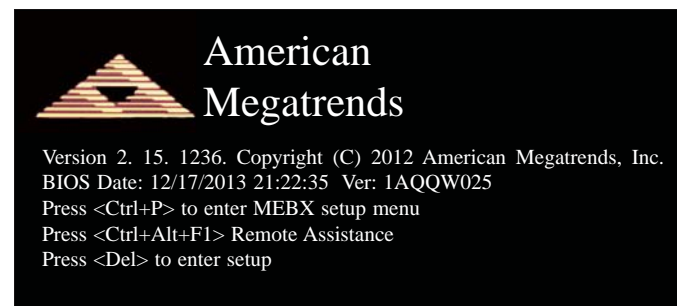 American
Megatrends
Version 2. 15. 1236. Copyright (C) 2012 American Megatrends, Inc.
BIOS Date: 12/17/2013 21:22:35 Ver: 1AQQW025
Press <Ctrl+P> to enter MEBX setup menu
Press <Ctrl+Alt+F1> Remote Assistance
Press <Del> to enter setup